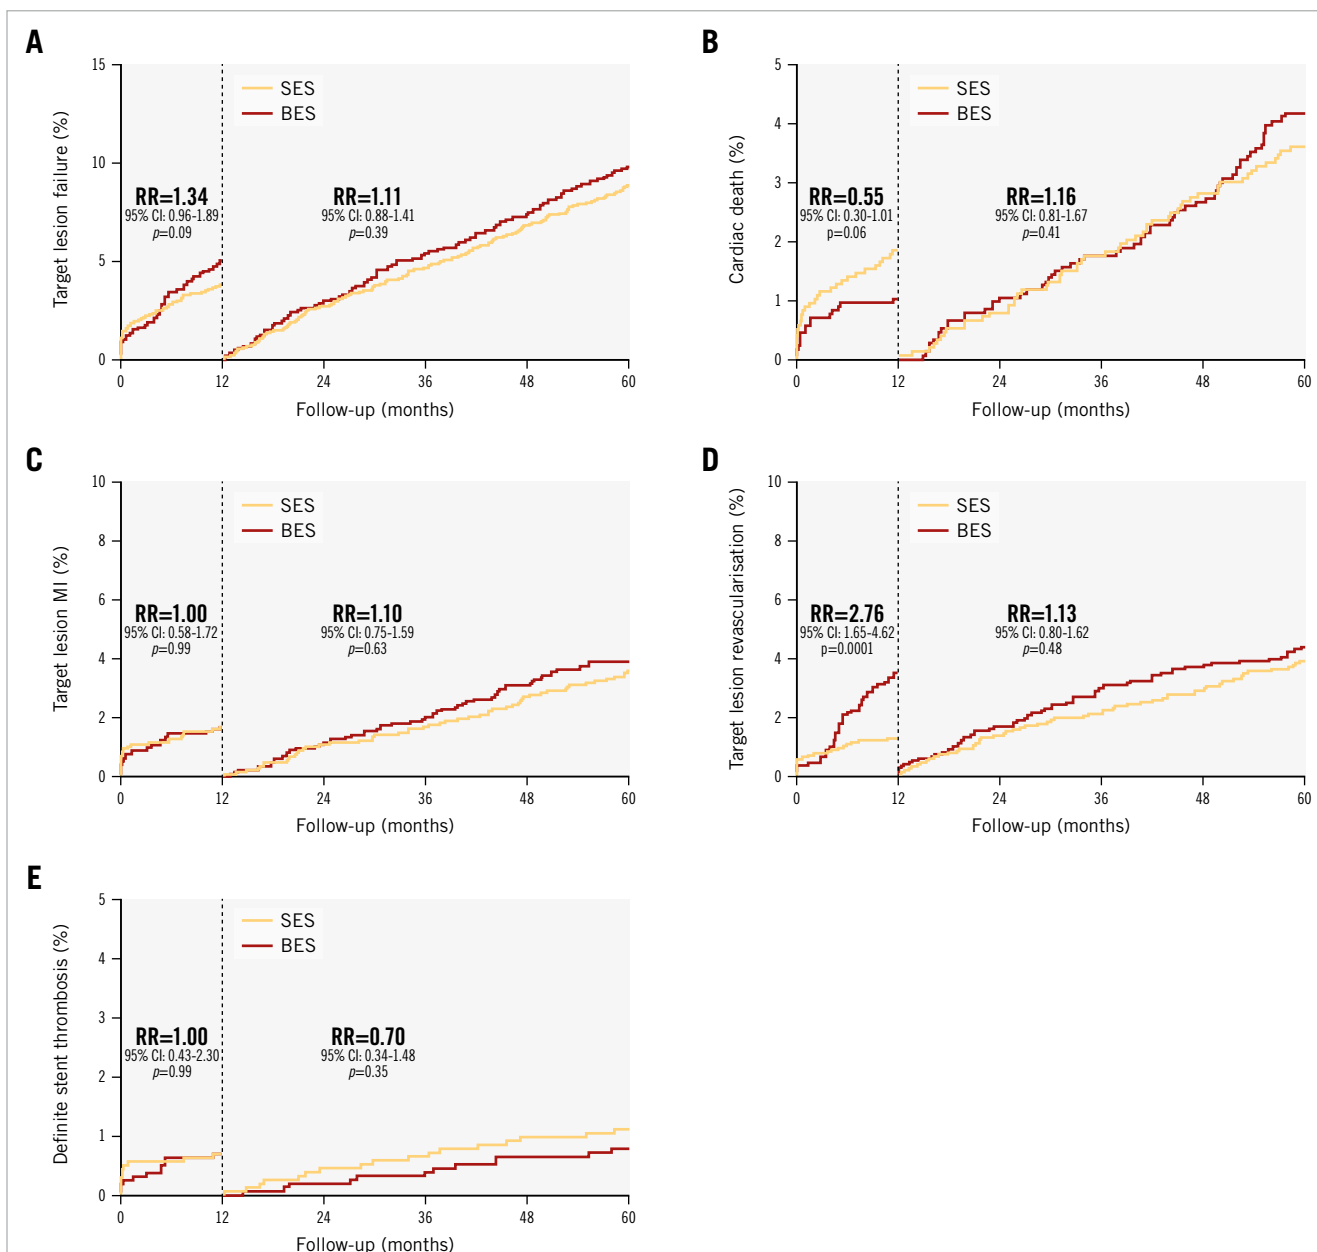 A
Target lesion failure (%)
15
10
5
0
SES
BES
RR=1.34
95% CI: 0.96-1.89
p=0.09
RR=1.11
95% CI: 0.88-1.41
p=0.39
0 12 24 36 48 60
Follow-up (months)
B
Cardiac death (%)
5
4
3
2
1
0
SES
BES
RR=0.55
95% CI: 0.30-1.01
p=0.06
RR=1.16
95% CI: 0.81-1.67
p=0.41
0 12 24 36 48 60
Follow-up (months)
C
Target lesion MI (%)
10
8
6
4
2
0
SES
BES
RR=1.00
95% CI: 0.58-1.72
p=0.99
RR=1.10
95% CI: 0.75-1.59
p=0.63
0 12 24 36 48 60
Follow-up (months)
D
Target lesion revascularisation (%)
10
8
6
4
2
0
SES
BES
RR=2.76
95% CI: 1.65-4.62
p=0.0001
RR=1.13
95% CI: 0.80-1.62
p=0.48
0 12 24 36 48 60
Follow-up (months)
E
Definite stent thrombosis (%)
5
4
3
2
1
0
SES
BES
RR=1.00
95% CI: 0.43-2.30
p=0.99
RR=0.70
95% CI: 0.34-1.48
p=0.35
0 12 24 36 48 60
Follow-up (months)